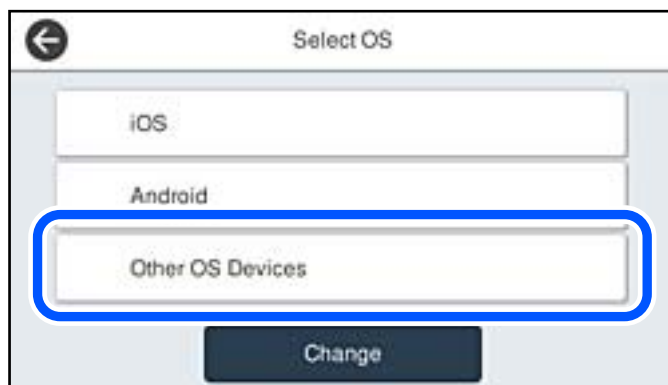 Select OS
iOS
Android
Other OS Devices
Change